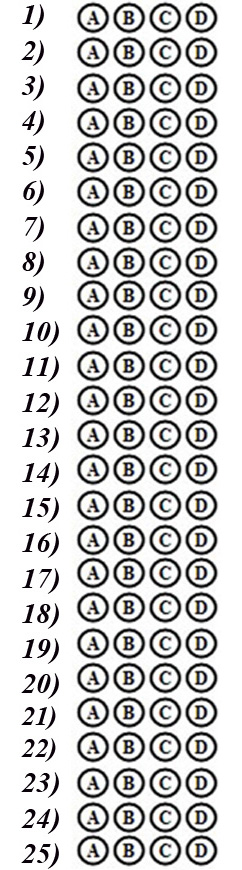 1) A B C D
2) A B C D
3) A B C D
4) A B C D
5) A B C D
6) A B C D
7) A B C D
8) A B C D
9) A B C D
10) A B C D
11) A B C D
12) A B C D
13) A B C D
14) A B C D
15) A B C D
16) A B C D
17) A B C D
18) A B C D
19) A B C D
20) A B C D
21) A B C D
22) A B C D
23) A B C D
24) A B C D
25) A B C D